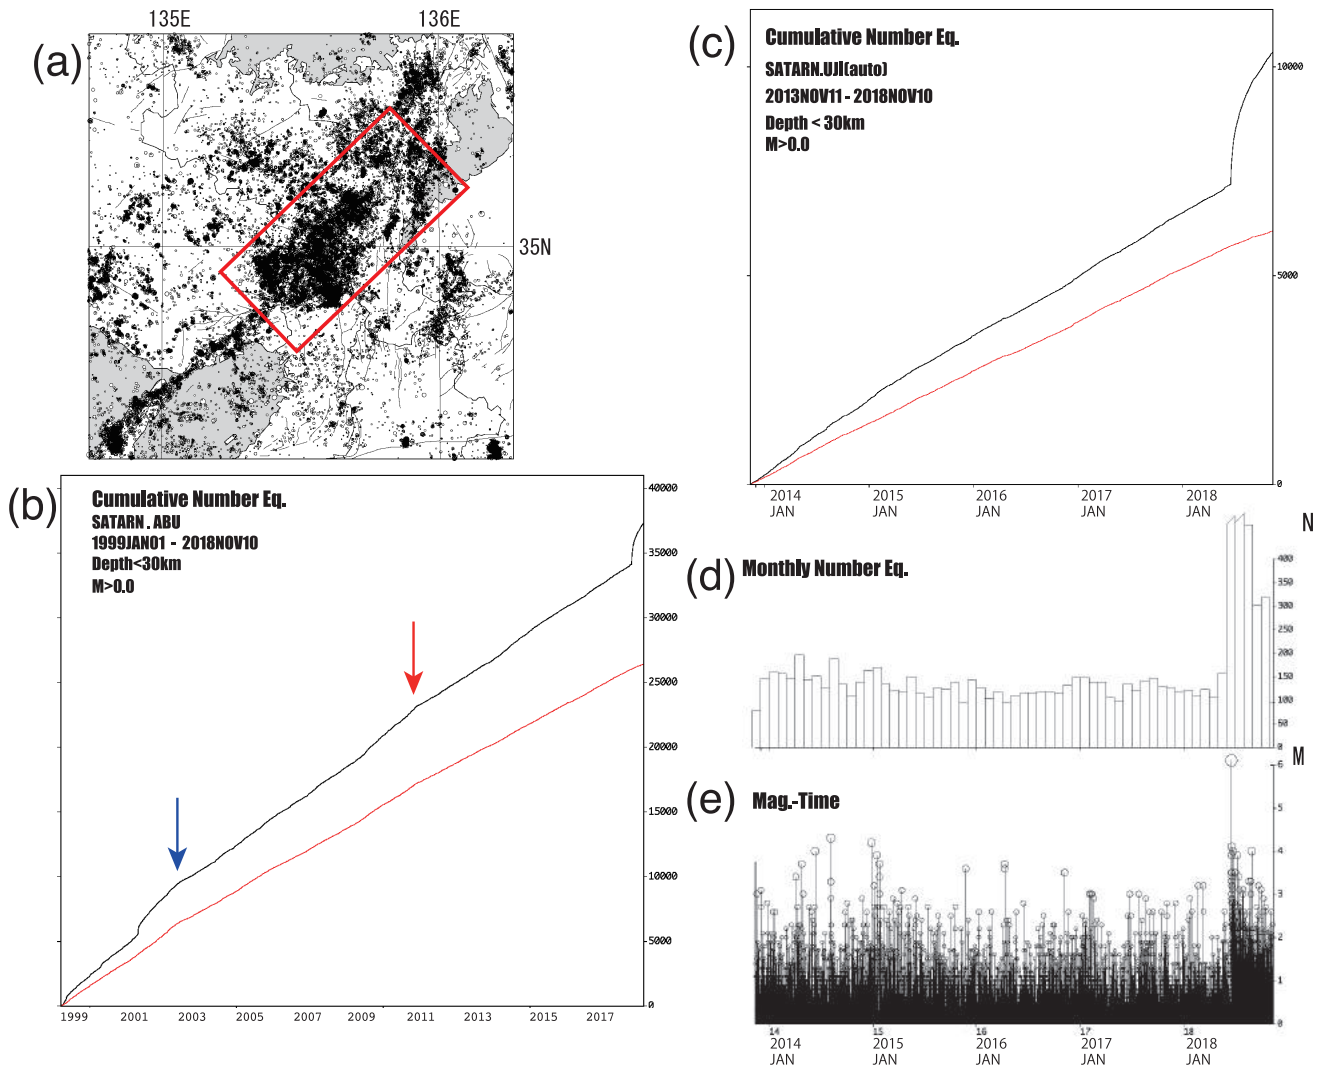 135E 136E
(a)
35N
(b)
Cumulative Number Eq.
SATARN . ABU
1999JAN01 - 2018NOV10
Depth<30km
M>0.0
40000
35000
30000
25000
20000
15000
10000
5000
0
1999 2001 2003 2005 2007 2009 2011 2013 2015 2017
(c)
Cumulative Number Eq.
SATARN.UJI(auto)
2013NOV11 - 2018NOV10
Depth < 30km
M>0.0
10000
5000
0
2014 2015 2016 2017 2018
JAN JAN JAN JAN JAN
N
(d)
Monthly Number Eq.
400
350
300
250
200
150
100
50
0
M
(e)
Mag.-Time
6
5
4
3
2
1
0
14 15 16 17 18
2014 2015 2016 2017 2018
JAN JAN JAN JAN JAN